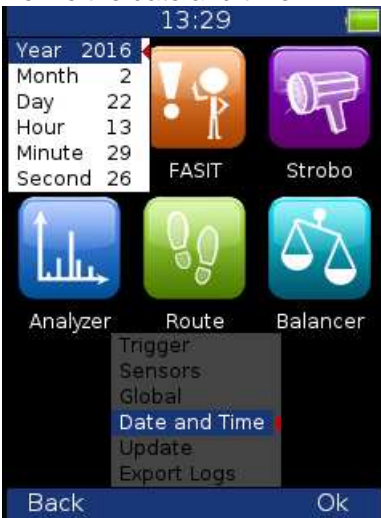 13:29
Year 2016
Month 2
Day 22
Hour 13
Minute 29
Second 26
FASIT
Strobo
Analyzer
Route
Balancer
Trigger
Sensors
Global
Date and Time
Update
Export Logs
Back
Ok